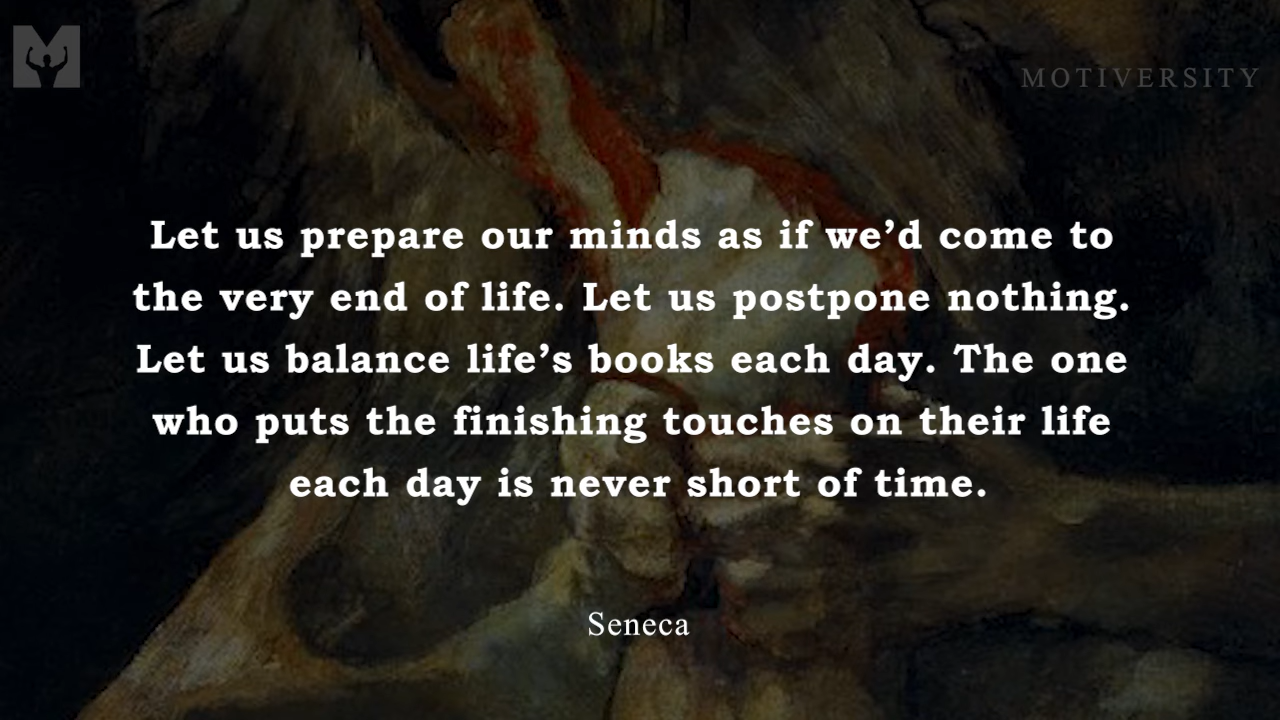 MOTIVERSITY
Let us prepare our minds as if we’d come to
the very end of life. Let us postpone nothing.
Let us balance life’s books each day. The one
who puts the finishing touches on their life
each day is never short of time.
Seneca